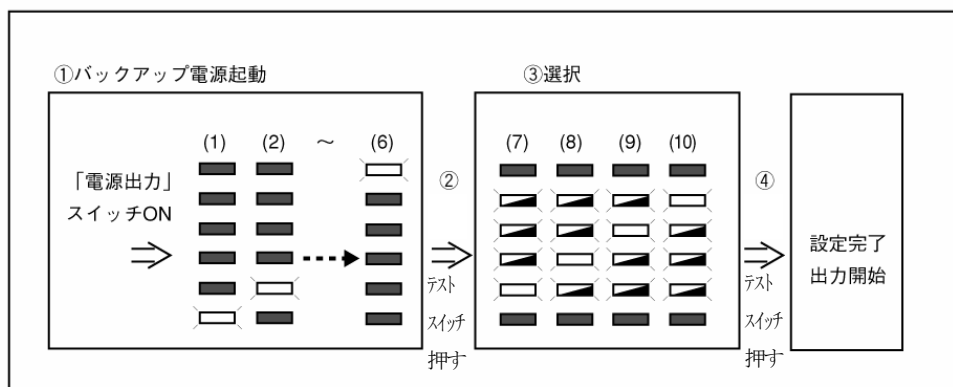 ①バックアップ電源起動
「電源出力」
スイッチON
(1) (2) ～ (6)
②
テスト
スイッチ
押す
③選択
(7) (8) (9) (10)
④
テスト
スイッチ
押す
設定完了
出力開始